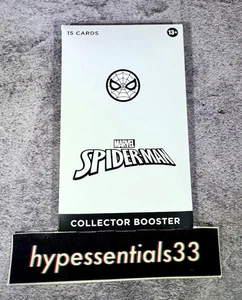 15 CARDS
13+
MARVEL
SPIDER-MAN
COLLECTOR BOOSTER
hypessentials33